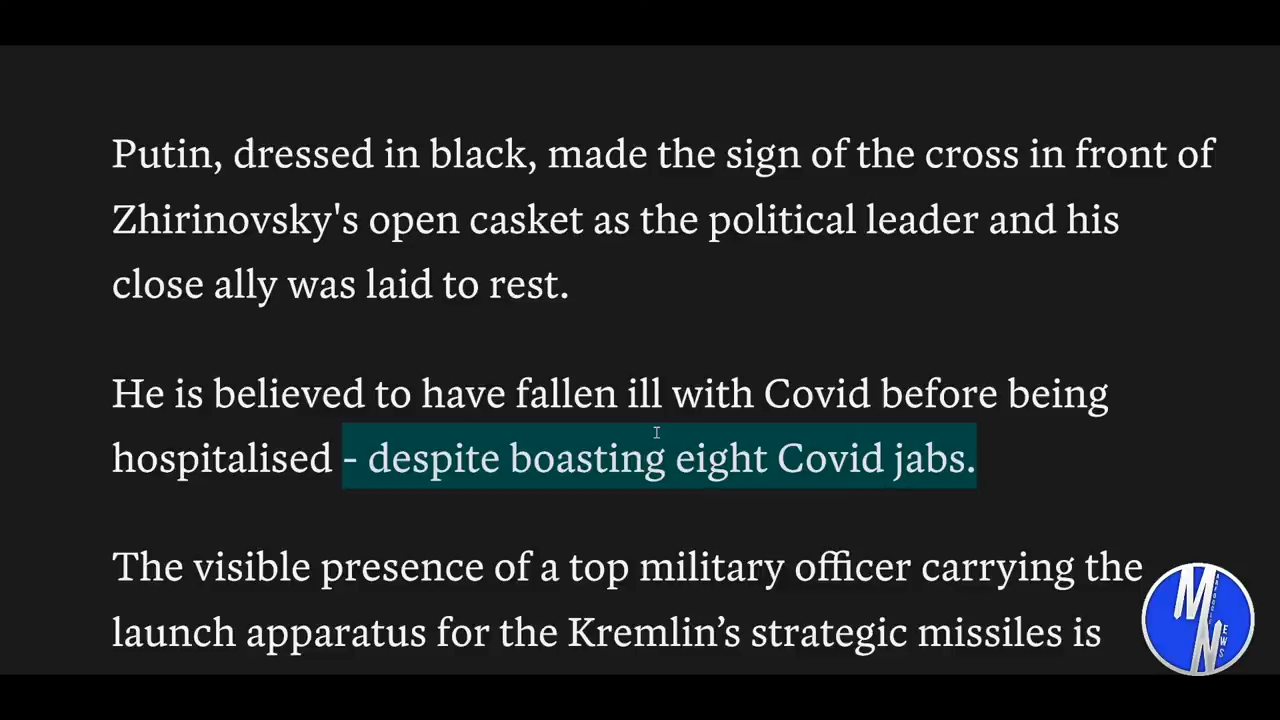 Putin, dressed in black, made the sign of the cross in front of
Zhirinovsky's open casket as the political leader and his
close ally was laid to rest.
He is believed to have fallen ill with Covid before being
hospitalised - despite boasting eight Covid jabs.
The visible presence of a top military officer carrying the
launch apparatus for the Kremlin’s strategic missiles is
MN